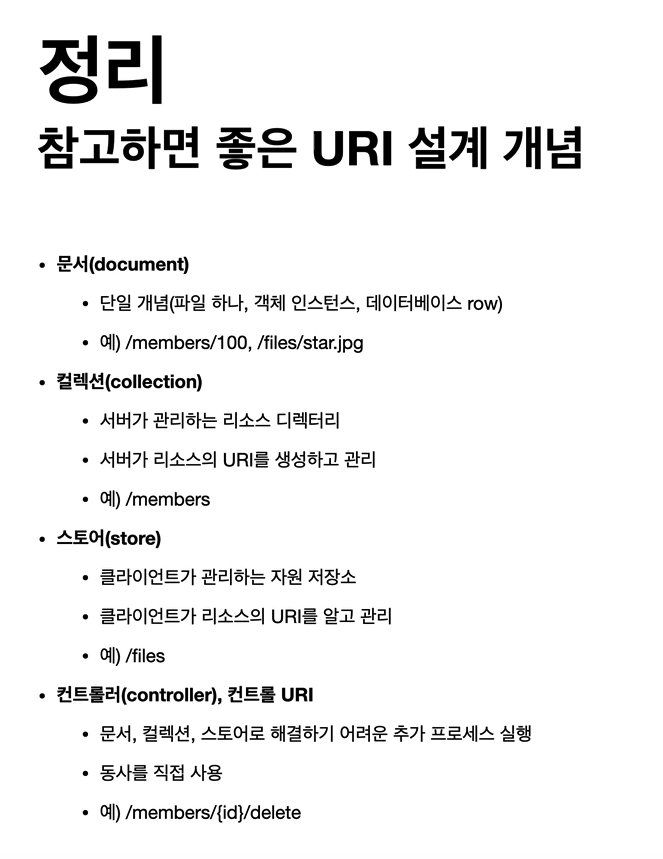 정리
참고하면 좋은 URI 설계 개념
• 문서(document)
• 단일 개념(파일 하나, 객체 인스턴스, 데이터베이스 row)
• 예) /members/100, /files/star.jpg
• 컬렉션(collection)
• 서버가 관리하는 리소스 디렉터리
• 서버가 리소스의 URI를 생성하고 관리
• 예) /members
• 스토어(store)
• 클라이언트가 관리하는 자원 저장소
• 클라이언트가 리소스의 URI를 알고 관리
• 예) /files
• 컨트롤러(controller), 컨트롤 URI
• 문서, 컬렉션, 스토어로 해결하기 어려운 추가 프로세스 실행
• 동사를 직접 사용
• 예) /members/{id}/delete